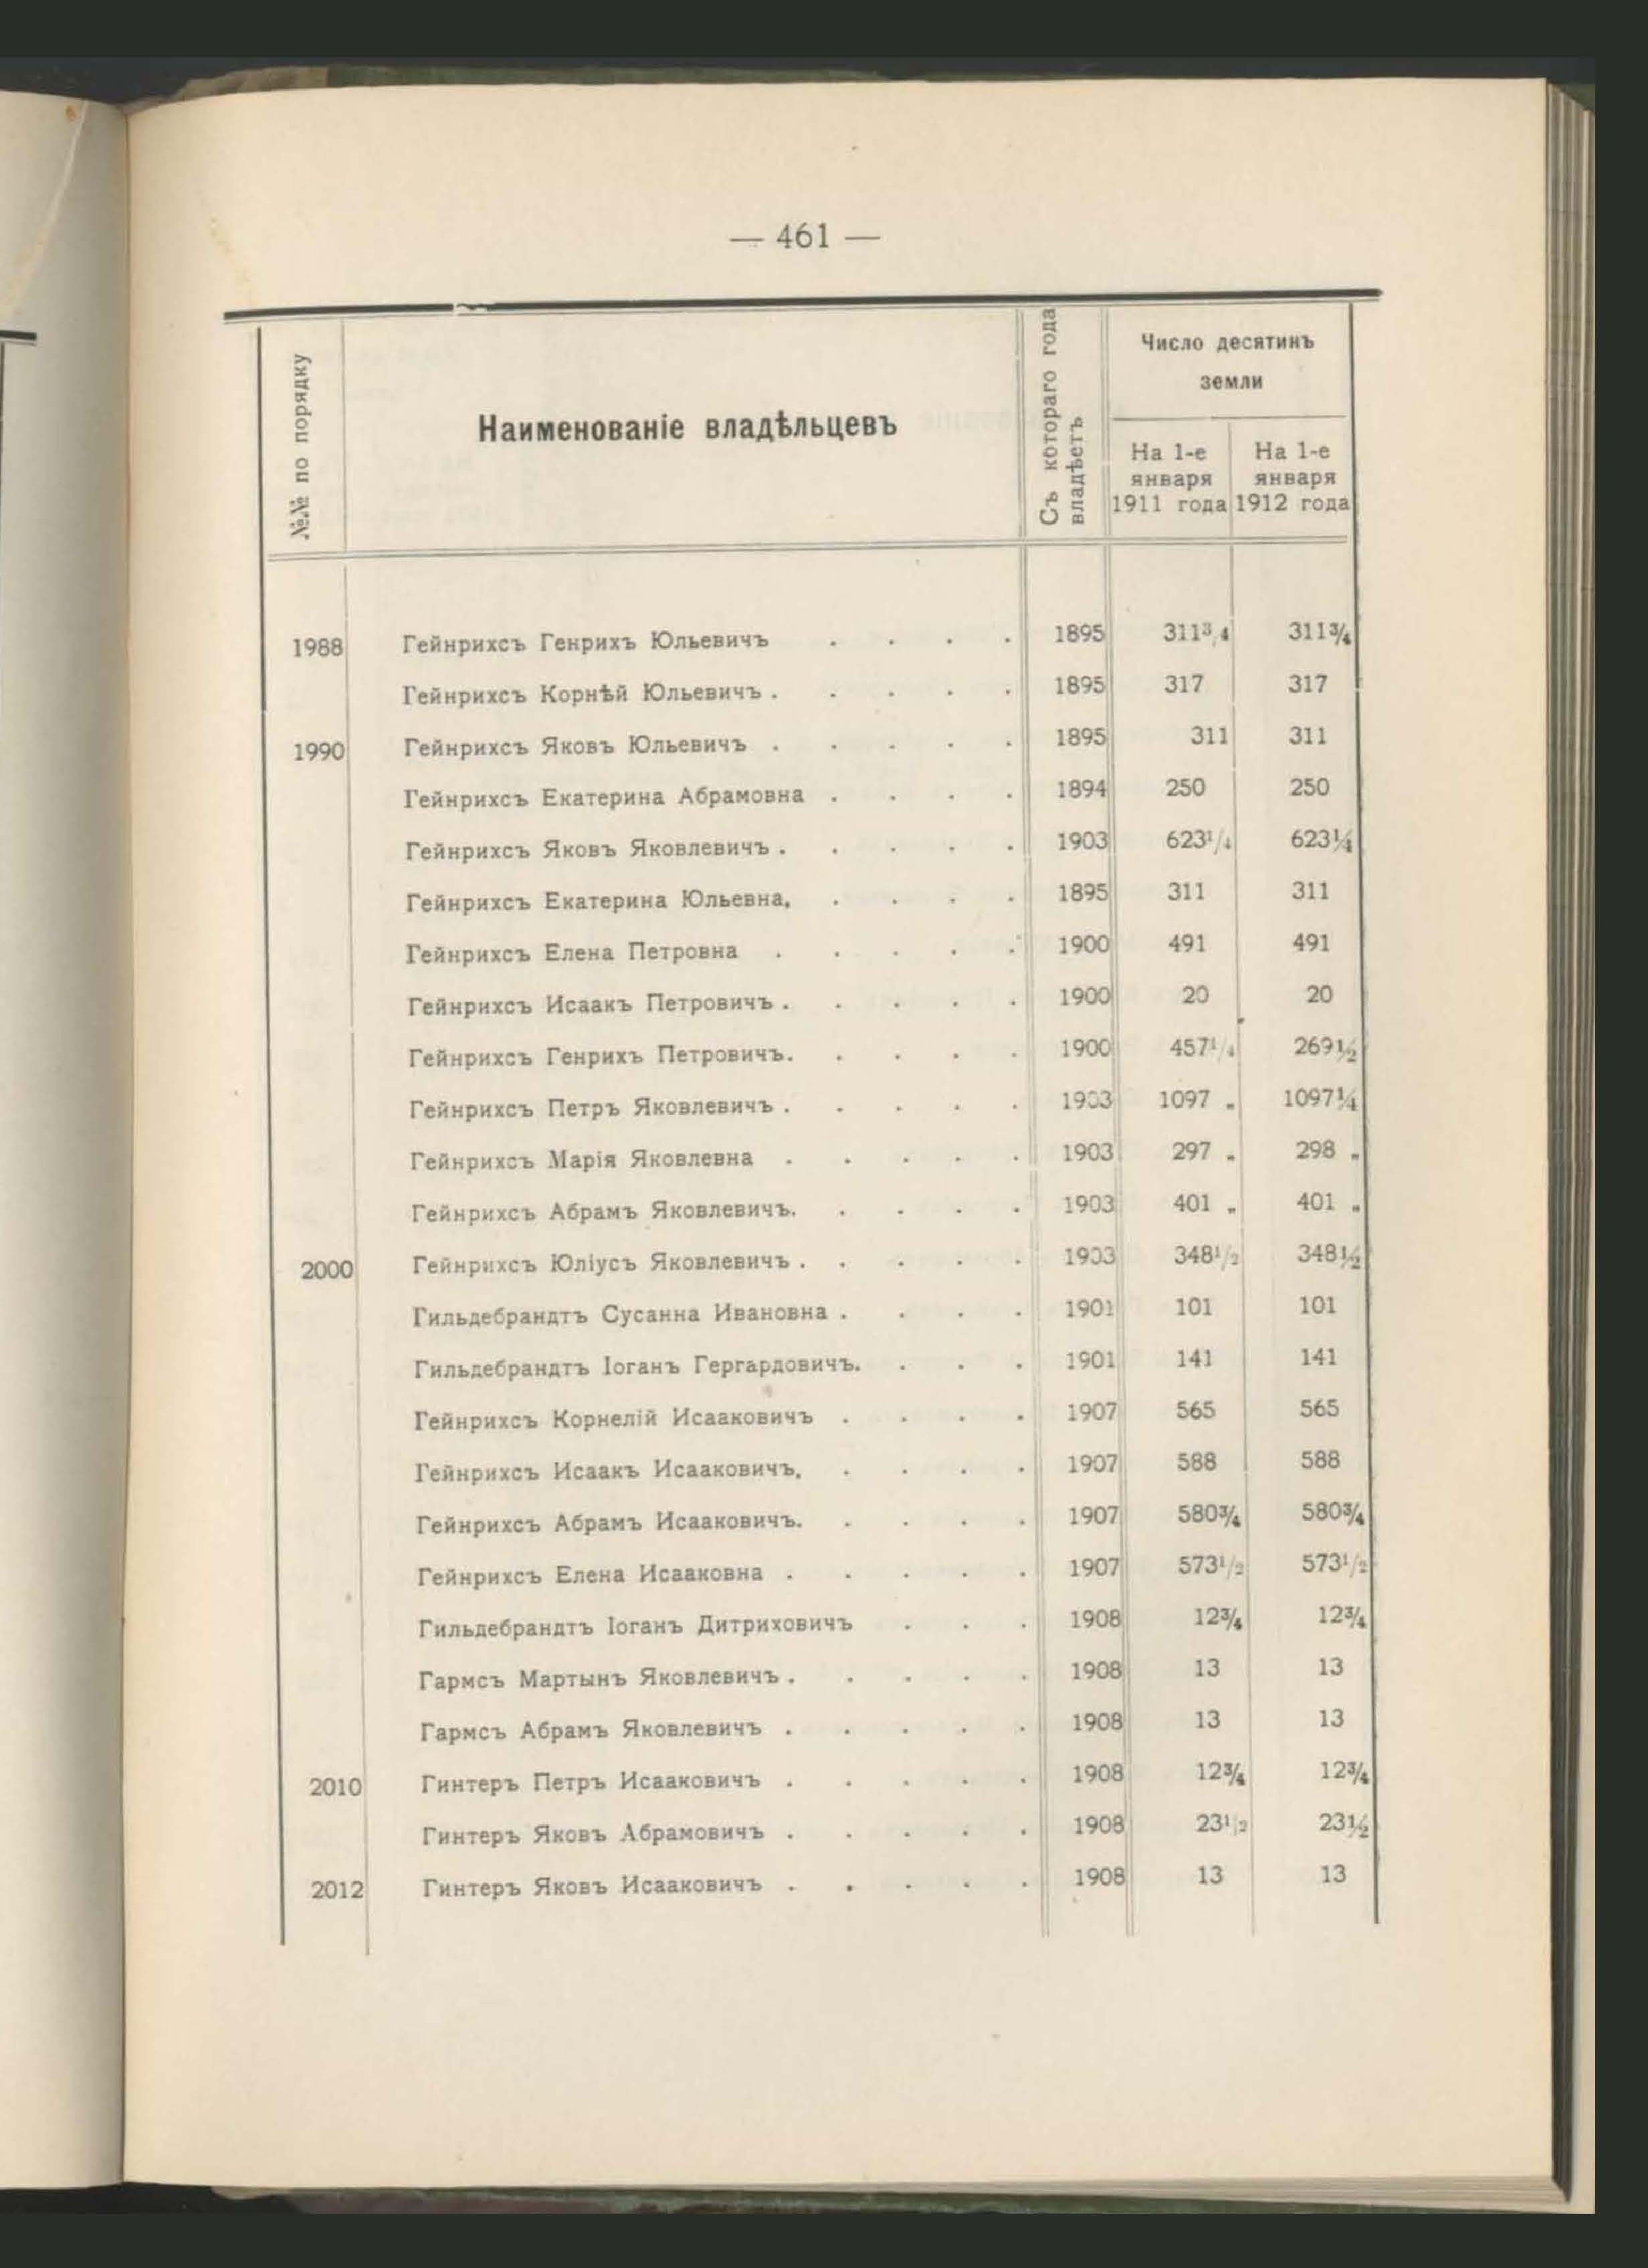 — 461 —
№№ по порядку
Наименованіе владѣльцевъ
Съ котораго года
владѣетъ
Число десятинъ
земли
На 1-е
января
1911 года
На 1-е
января
1912 года
1988 Гейнрихсъ Генрихъ Юльевичъ . . . . 1895 311¾ 311¾
Гейнрихсъ Корнѣй Юльевичъ . . . . . 1895 317 317
1990 Гейнрихсъ Яковъ Юльевичъ . . . . . 1895 311 311
Гейнрихсъ Екатерина Абрамовна . . . . 1894 250 250
Гейнрихсъ Яковъ Яковлевичъ . . . . . 1903 623¼ 623¼
Гейнрихсъ Екатерина Юльевна. . . . . 1895 311 311
Гейнрихсъ Елена Петровна . . . . . 1900 491 491
Гейнрихсъ Исаакъ Петровичъ . . . . . 1900 20 20
Гейнрихсъ Генрихъ Петровичъ. . . . . 1900 457¼ 269½
Гейнрихсъ Петръ Яковлевичъ . . . . . 1903 1097 „ 1097¼
Гейнрихсъ Марія Яковлевна . . . . . 1903 297 „ 298 „
Гейнрихсъ Абрамъ Яковлевичъ. . . . . 1903 401 „ 401 „
2000 Гейнрихсъ Юліусъ Яковлевичъ . . . . . 1903 348½ 348½
Гильдебрандтъ Сусанна Ивановна . . . . 1901 101 101
Гильдебрандтъ Іоганъ Гергардовичъ. . . . 1901 141 141
Гейнрихсъ Корнелій Исааковичъ . . . . 1907 565 565
Гейнрихсъ Исаакъ Исааковичъ. . . . . 1907 588 588
Гейнрихсъ Абрамъ Исааковичъ. . . . . 1907 580¾ 580¾
Гейнрихсъ Елена Исааковна . . . . . 1907 573½ 573½
Гильдебрандтъ Іоганъ Дитриховичъ . . . 1908 12¾ 12¾
Гармсъ Мартынъ Яковлевичъ . . . . . 1908 13 13
Гармсъ Абрамъ Яковлевичъ . . . . . 1908 13 13
2010 Гинтеръ Петръ Исааковичъ . . . . . 1908 12¾ 12¾
Гинтеръ Яковъ Абрамовичъ . . . . . 1908 23½ 23½
2012 Гинтеръ Яковъ Исааковичъ . . . . . 1908 13 13